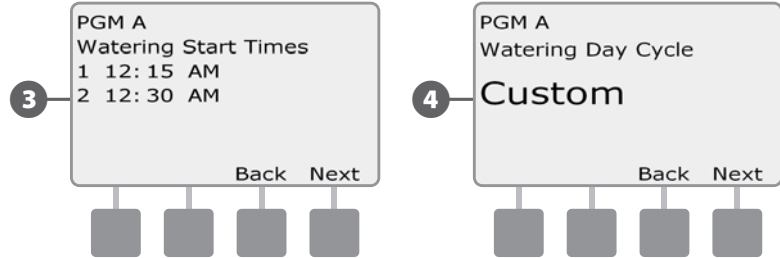 3
PGM A
Watering Start Times
1 12:15 AM
2 12:30 AM
Back Next
4
PGM A
Watering Day Cycle
Custom
Back Next